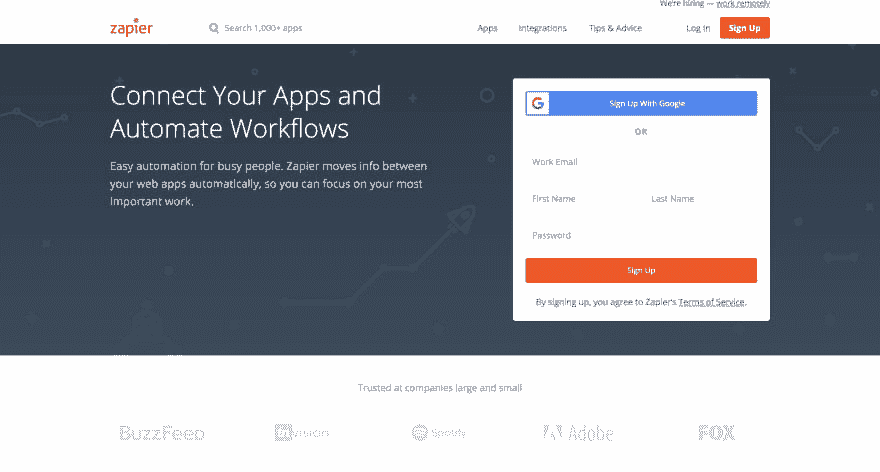 We're hiring — work remotely
zapier
Search 1,000+ apps
Apps Integrations Tips & Advice Log In Sign Up
Connect Your Apps and
Automate Workflows
Easy automation for busy people. Zapier moves info between
your web apps automatically, so you can focus on your most
important work.
G Sign Up With Google
OR
Work Email
First Name Last Name
Password
Sign Up
By signing up, you agree to Zapier's Terms of Service.
Trusted at companies large and small
BuzzFeed InVision Spotify Adobe FOX